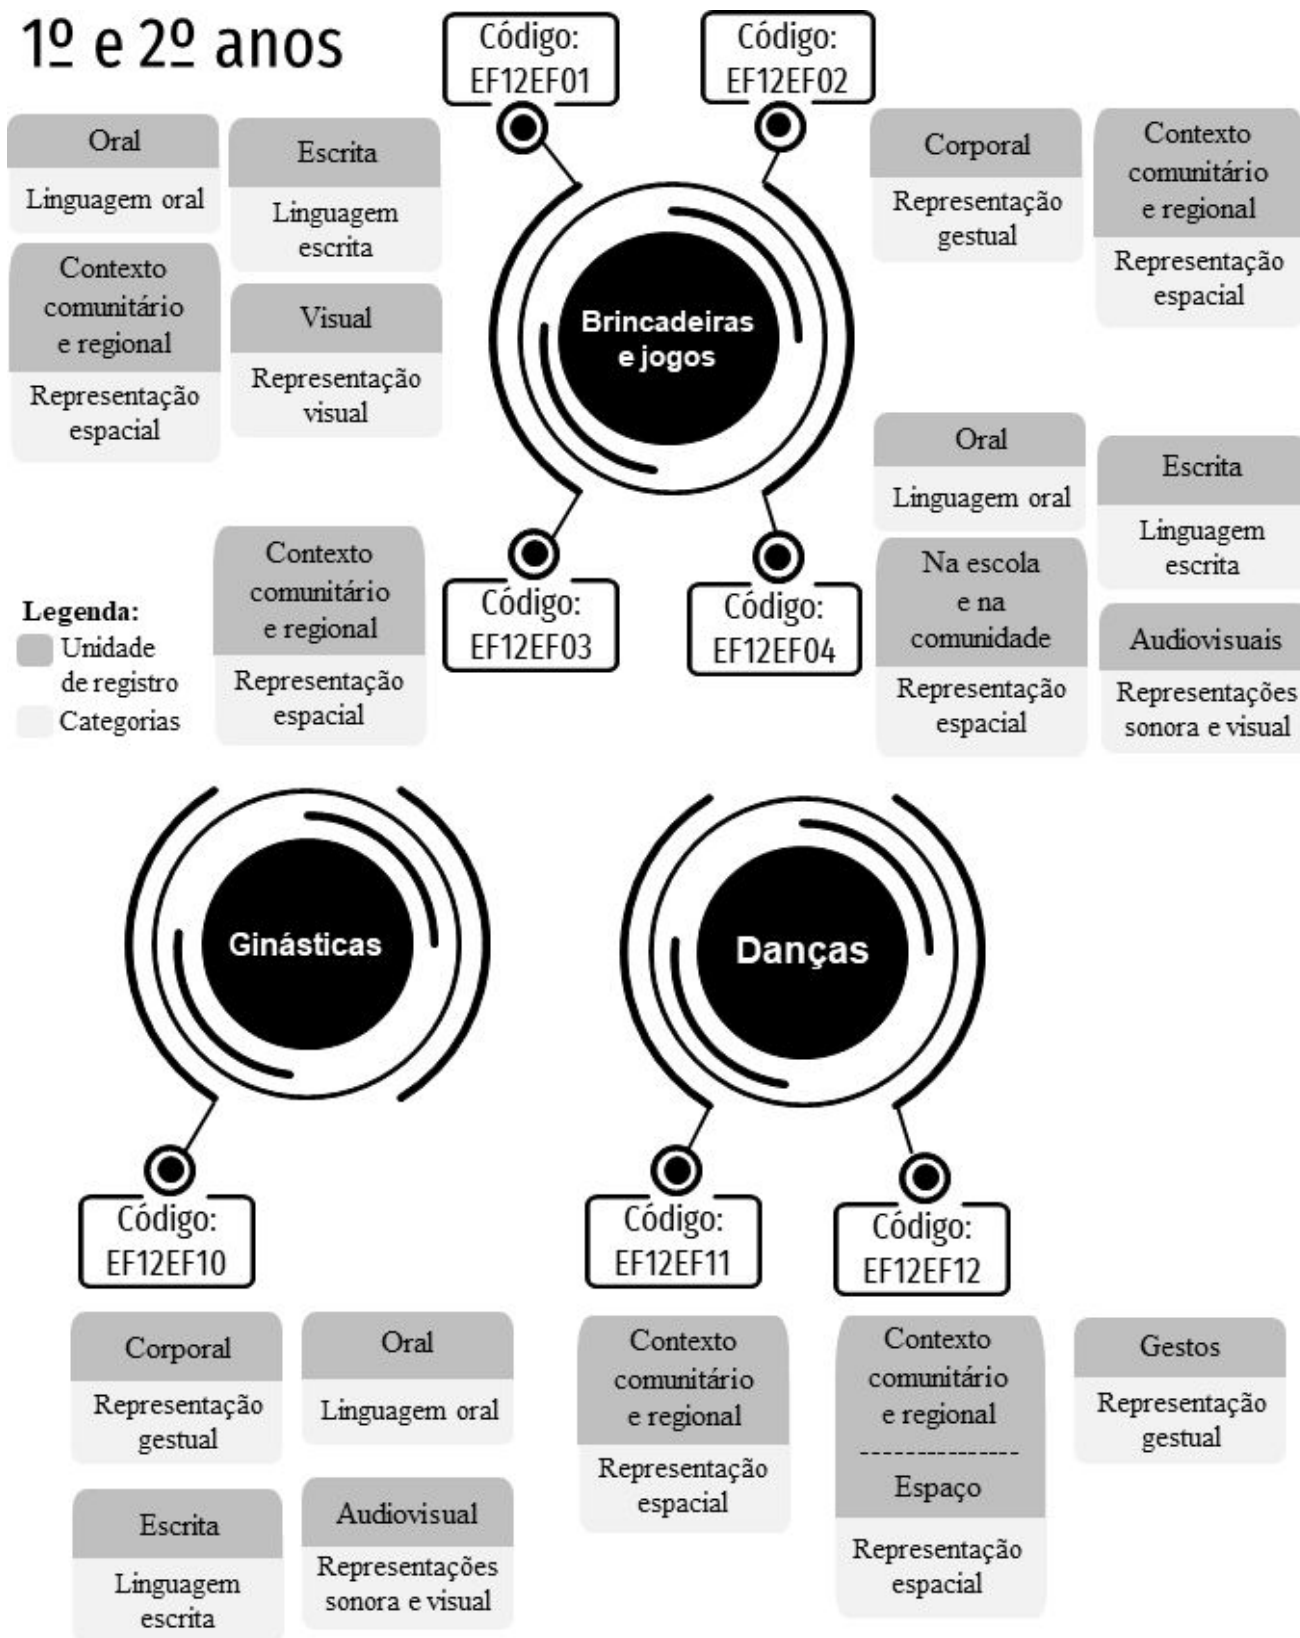 1º e 2º anos
Código:
EF12EF01
Código:
EF12EF02
Oral
Linguagem oral
Escrita
Linguagem
escrita
Contexto
comunitário
e regional
Representação
espacial
Visual
Representação
visual
Corporal
Representação
gestual
Contexto
comunitário
e regional
Representação
espacial
Brincadeiras
e jogos
Oral
Linguagem oral
Escrita
Linguagem
escrita
Na escola
e na
comunidade
Representação
espacial
Audiovisuais
Representações
sonora e visual
Contexto
comunitário
e regional
Representação
espacial
Código:
EF12EF03
Código:
EF12EF04
Legenda:
Unidade
de registro
Categorias
Ginásticas
Danças
Código:
EF12EF10
Código:
EF12EF11
Código:
EF12EF12
Corporal
Representação
gestual
Oral
Linguagem oral
Escrita
Linguagem
escrita
Audiovisual
Representações
sonora e visual
Contexto
comunitário
e regional
Representação
espacial
Contexto
comunitário
e regional
---------------
Espaço
Representação
espacial
Gestos
Representação
gestual